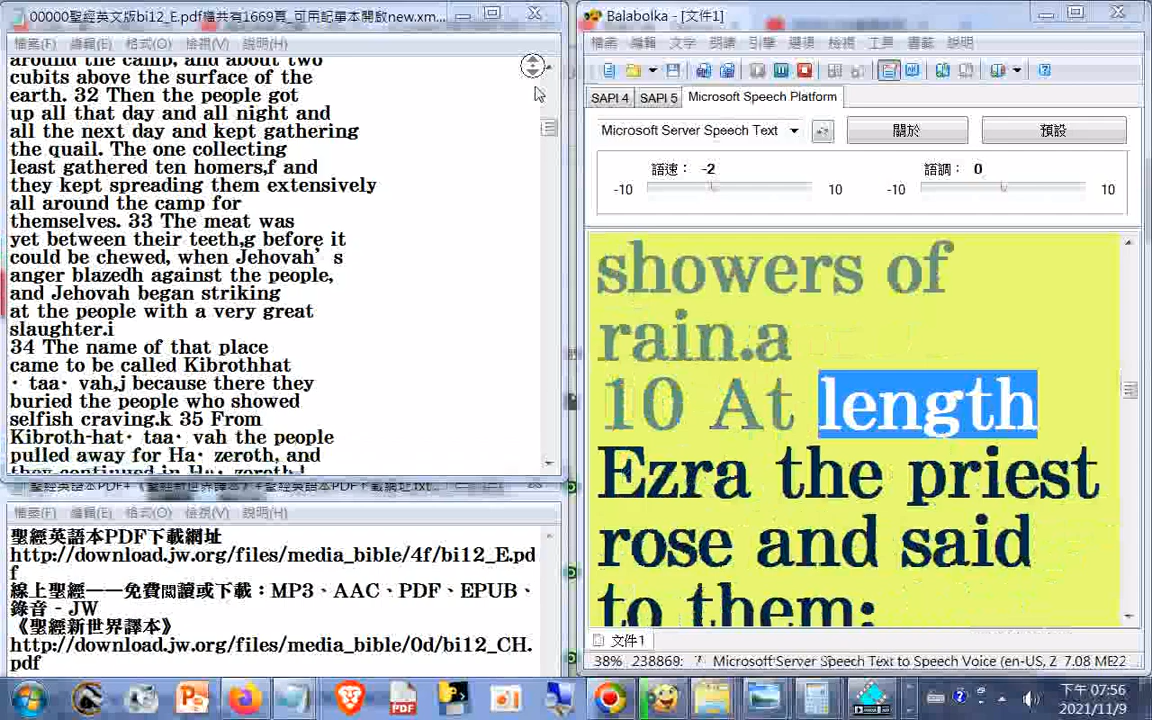 00000聖經英文版bi12_E.pdf檔共有1669頁_可用記事本開啟new.xm...
檔案(F) 編輯(E) 格式(O) 檢視(V) 說明(H)
around the camp, and about two
cubits above the surface of the
earth. 32 Then the people got
up all that day and all night and
all the next day and kept gathering
the quail. The one collecting
least gathered ten homers,f and
they kept spreading them extensively
all around the camp for
themselves. 33 The meat was
yet between their teeth,g before it
could be chewed, when Jehovah’s
anger blazedh against the people,
and Jehovah began striking
at the people with a very great
slaughter.i
34 The name of that place
came to be called Kibrothhat
·taa·vah,j because there they
buried the people who showed
selfish craving.k 35 From
Kibroth-hat·taa·vah the people
pulled away for Ha·zeroth, and
they continued in Ha·zeroth.l
檔案(F) 編輯(E) 格式(O) 檢視(V) 說明(H)
聖經英語本PDF下載網址
http://download.jw.org/files/media_bible/4f/bi12_E.pd
f
線上聖經——免費閱讀或下載：MP3、AAC、PDF、EPUB、
錄音 - JW
《聖經新世界譯本》
http://download.jw.org/files/media_bible/0d/bi12_CH.
pdf
Balabolka - [文件1]
檔案 編輯 文字 朗讀 引擎 選項 檢視 工具 書籤 說明
SAPI 4 SAPI 5 Microsoft Speech Platform
Microsoft Server Speech Text 關於 預設
語速： -2 語調： 0
-10 10 -10 10
showers of
rain.a
10 At length
Ezra the priest
rose and said
to them:
文件1
38% 238869: 7 Microsoft Server Speech Text to Speech Voice (en-US, Z 7.08 ME22
下午 07:56
2021/11/9